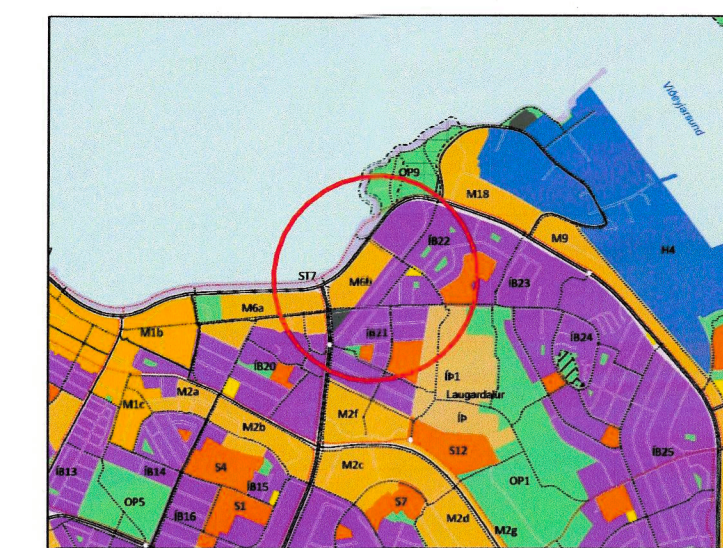 Viðeyjarsund
OP9
M18
ÍB22
M9
H4
ST7
M6b
ÍB23
M6a
M1b
ÍB21
ÍB24
ÍB20
ÍÞ1
Laugardalur
M2a
M1c
M2f
ÍÞ
M2b
ÍB25
S12
M2c
ÍB13
ÍB14
S4
ÍB15
OP1
OP5
S1
S7
ÍB16
M2d
M2g